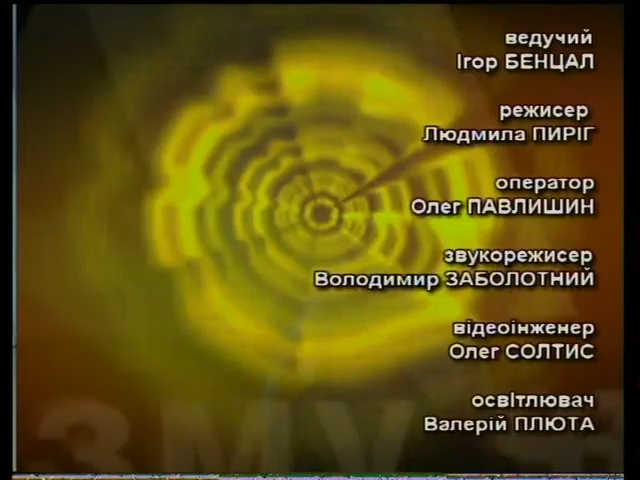 ведучий
Ігор БЕНЦАЛ
режисер
Людмила ПИРІГ
оператор
Олег ПАВЛИШИН
звукорежисер
Володимир ЗАБОЛОТНИЙ
відеоінженер
Олег СОЛТИС
освітлювач
Валерій ПЛЮТА